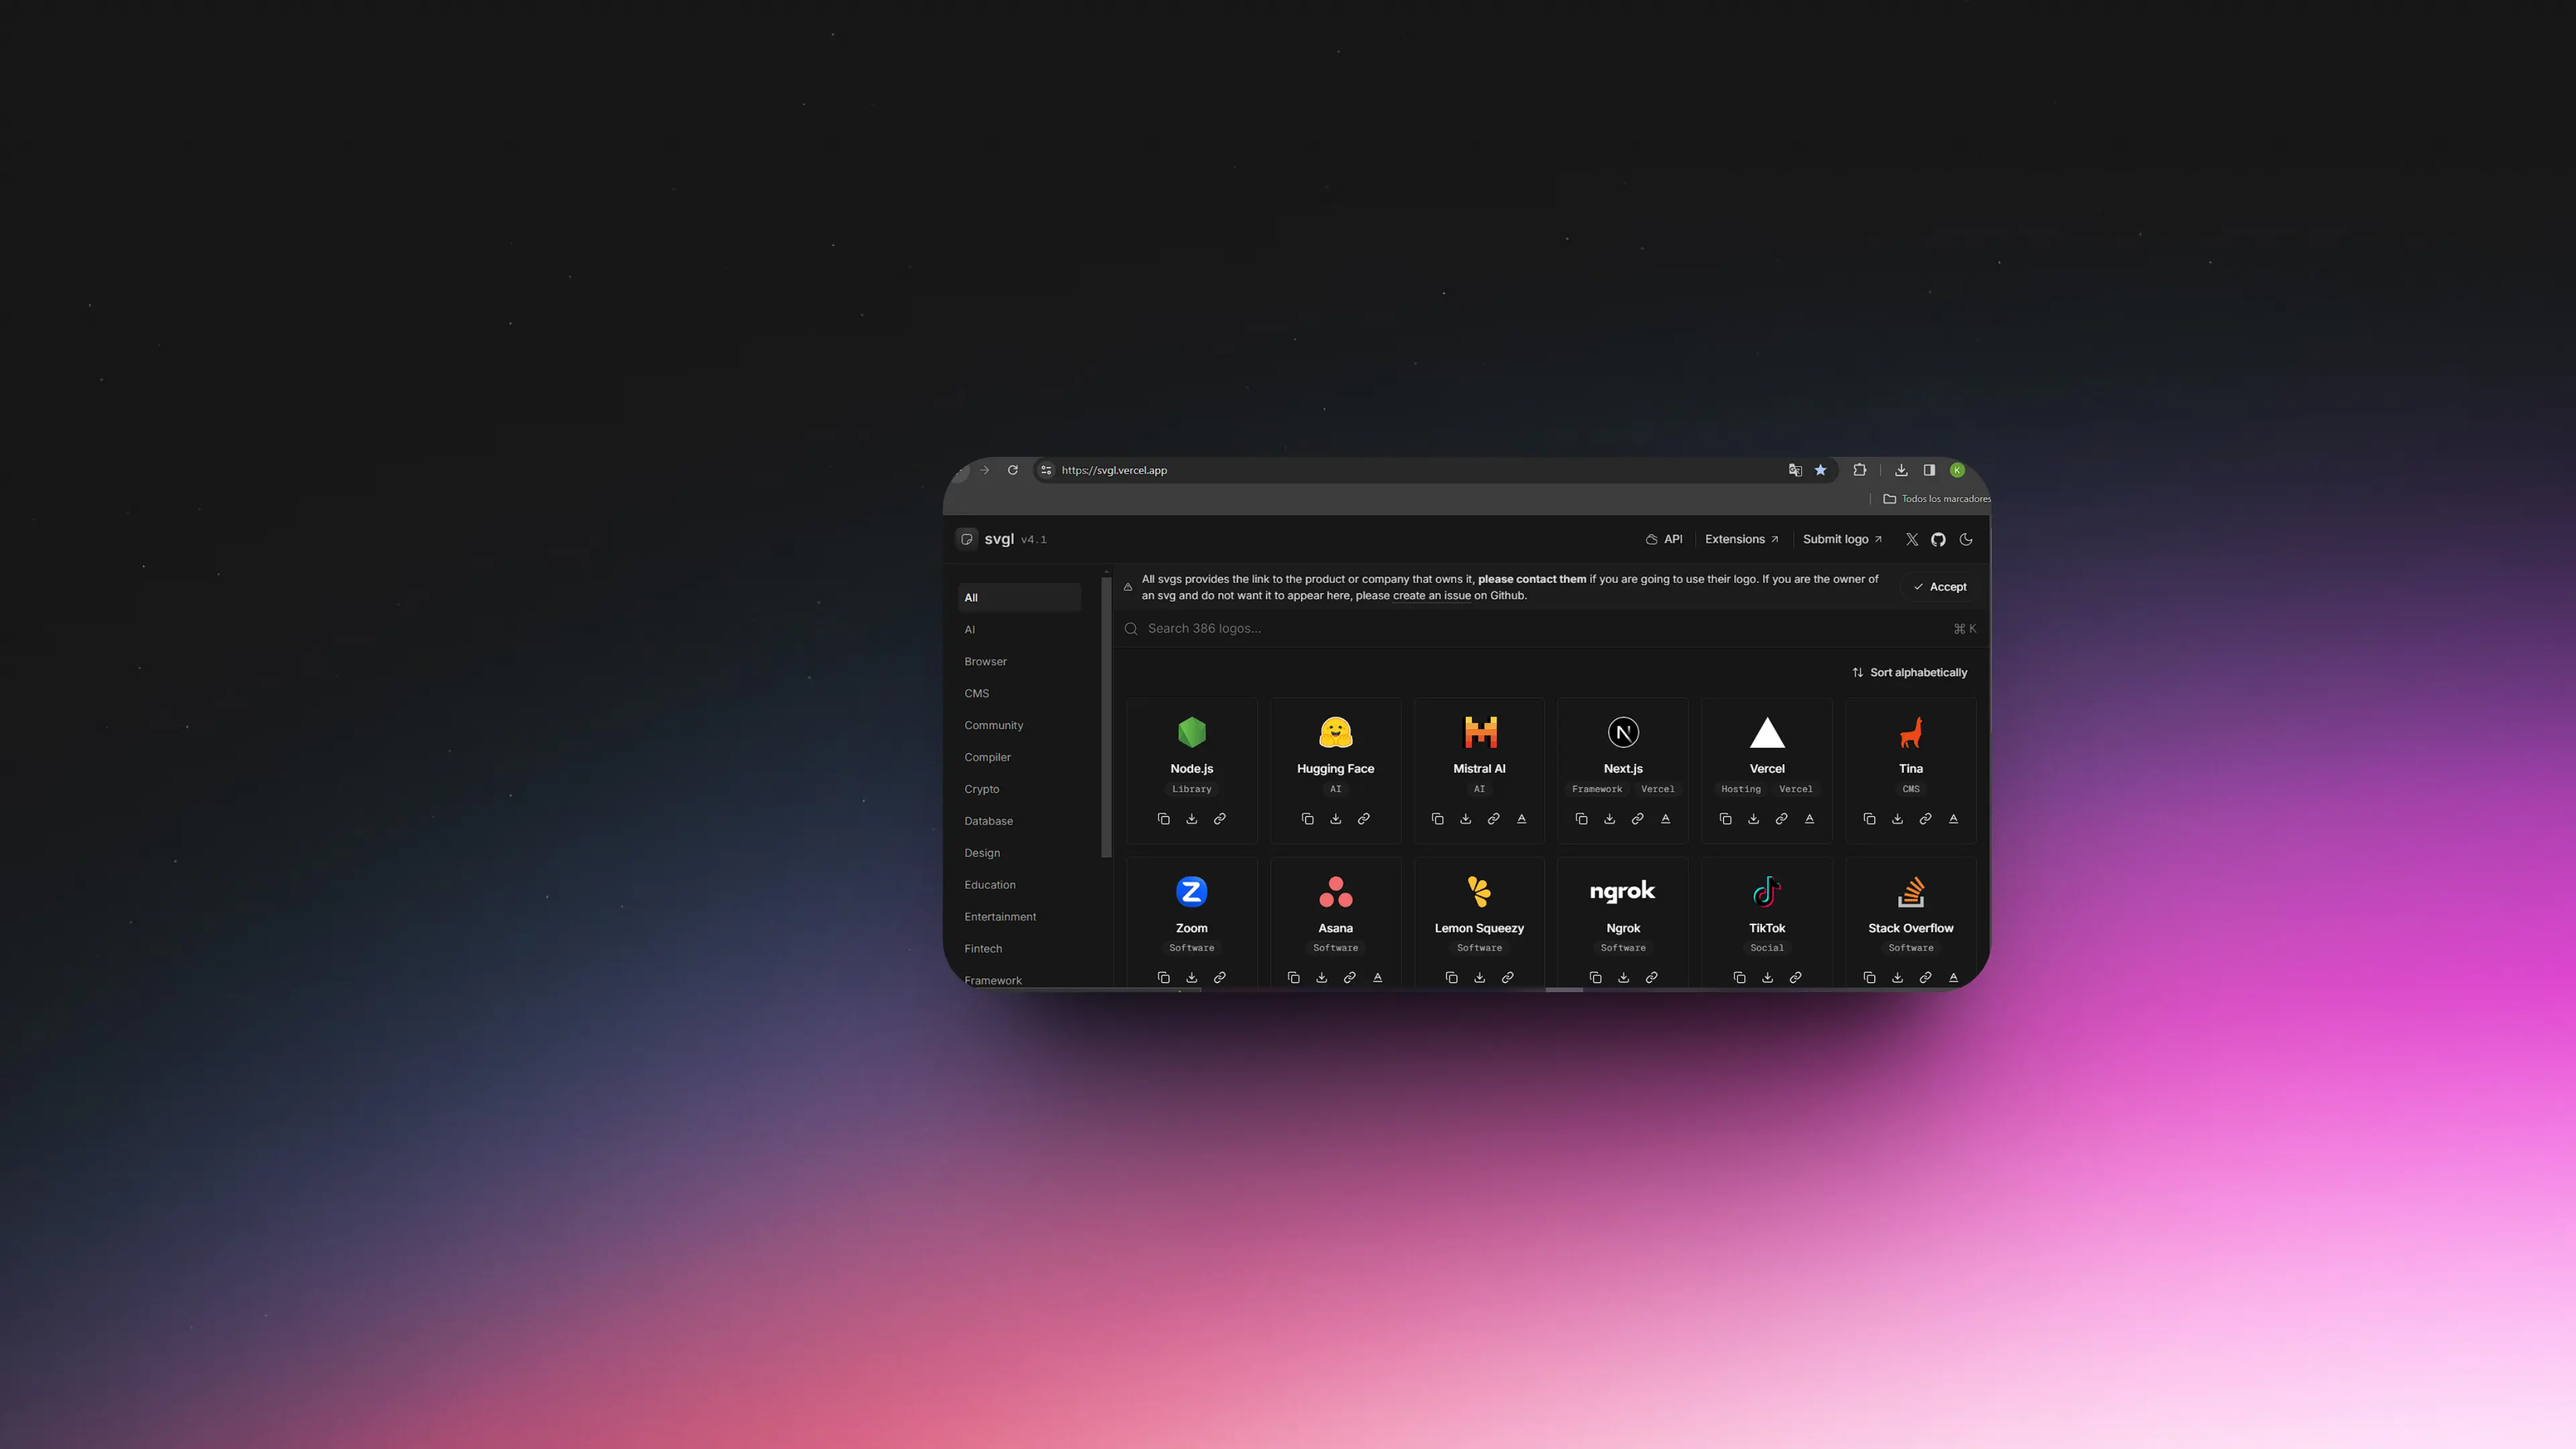 https://svgl.vercel.app
K
Todos los marcadores
svgl v4.1
API
Extensions
Submit logo
All svgs provides the link to the product or company that owns it, please contact them if you are going to use their logo. If you are the owner of
an svg and do not want it to appear here, please create an issue on Github.
Accept
Search 386 logos...
⌘ K
Sort alphabetically
All
AI
Browser
CMS
Community
Compiler
Crypto
Database
Design
Education
Entertainment
Fintech
Framework
Node.js
Library
Hugging Face
AI
Mistral AI
AI
N
Next.js
Framework Vercel
Vercel
Hosting Vercel
Tina
CMS
Z
Zoom
Software
Asana
Software
Lemon Squeezy
Software
ngrok
Ngrok
Software
TikTok
Social
Stack Overflow
Software